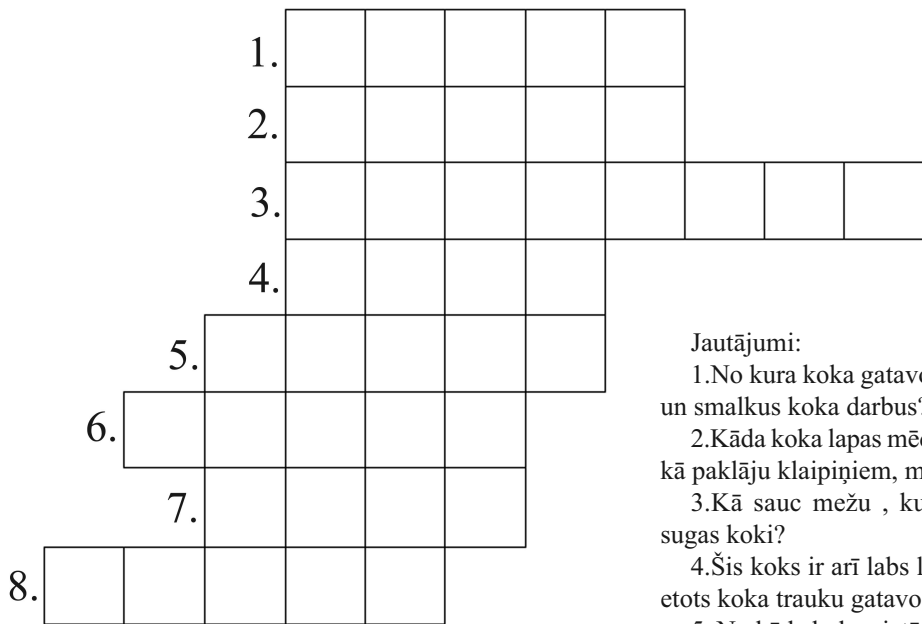 1.
2.
3.
4.
5.
6.
7.
8.
Jautājumi:
1.No kura koka gatavo
un smalkus koka darbus?
2.Kāda koka lapas
kā paklāju klaipiņiem, m
3.Kā sauc mežu , ku
sugas koki?
4.Šis koks ir arī labs l
etots koka trauku gatavo